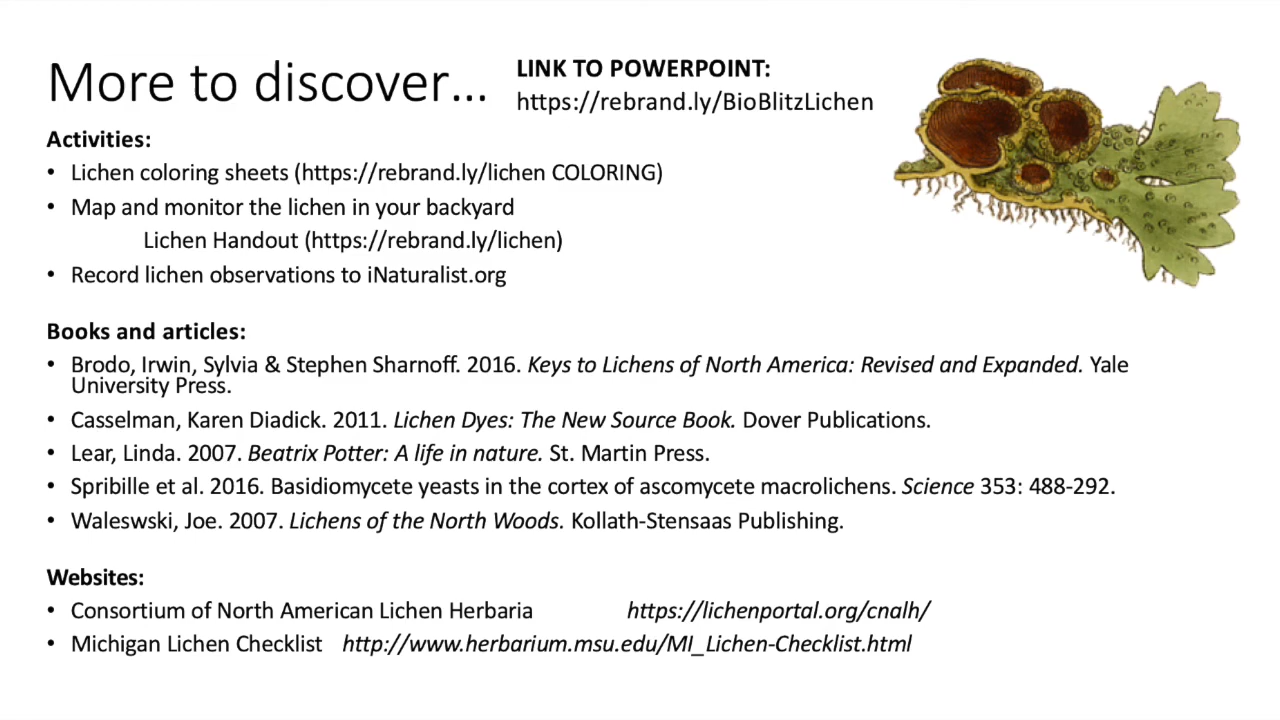 More to discover...
LINK TO POWERPOINT:
https://rebrand.ly/BioBlitzLichen
Activities:
• Lichen coloring sheets (https://rebrand.ly/lichen COLORING)
• Map and monitor the lichen in your backyard
Lichen Handout (https://rebrand.ly/lichen)
• Record lichen observations to iNaturalist.org
Books and articles:
• Brodo, Irwin, Sylvia & Stephen Sharnoff. 2016. Keys to Lichens of North America: Revised and Expanded. Yale
University Press.
• Casselman, Karen Diadick. 2011. Lichen Dyes: The New Source Book. Dover Publications.
• Lear, Linda. 2007. Beatrix Potter: A life in nature. St. Martin Press.
• Spribille et al. 2016. Basidiomycete yeasts in the cortex of ascomycete macrolichens. Science 353: 488-292.
• Waleswski, Joe. 2007. Lichens of the North Woods. Kollath-Stensaas Publishing.
Websites:
• Consortium of North American Lichen Herbaria https://lichenportal.org/cnalh/
• Michigan Lichen Checklist http://www.herbarium.msu.edu/MI_Lichen-Checklist.html